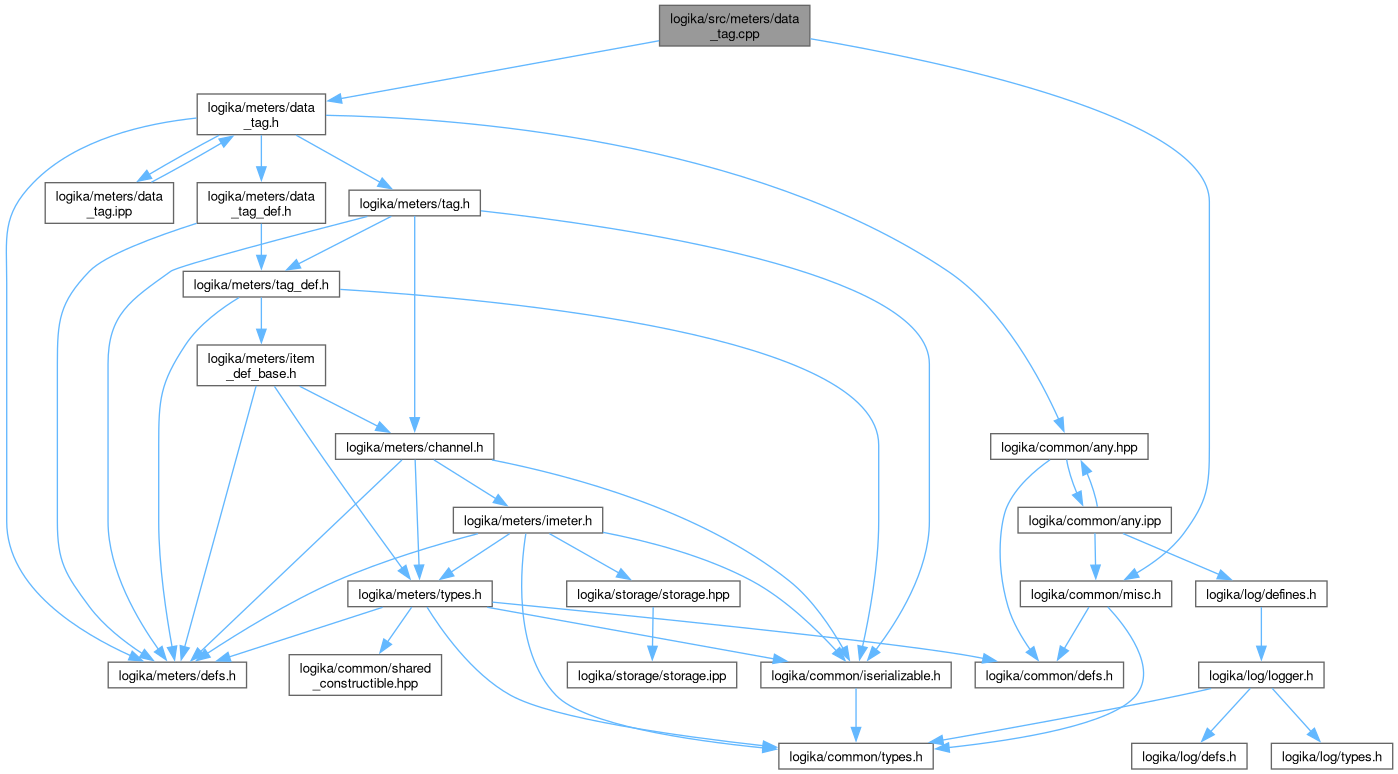 logika/src/meters/data
_tag.cpp
logika/meters/data
_tag.h
logika/meters/data
_tag.ipp
logika/meters/data
_tag_def.h
logika/meters/tag.h
logika/meters/tag_def.h
logika/meters/item
_def_base.h
logika/meters/channel.h
logika/common/any.hpp
logika/meters/imeter.h
logika/common/any.ipp
logika/meters/types.h
logika/storage/storage.hpp
logika/common/misc.h
logika/log/defines.h
logika/meters/defs.h
logika/common/shared
_constructible.hpp
logika/storage/storage.ipp
logika/common/iserializable.h
logika/common/defs.h
logika/log/logger.h
logika/common/types.h
logika/log/defs.h
logika/log/types.h